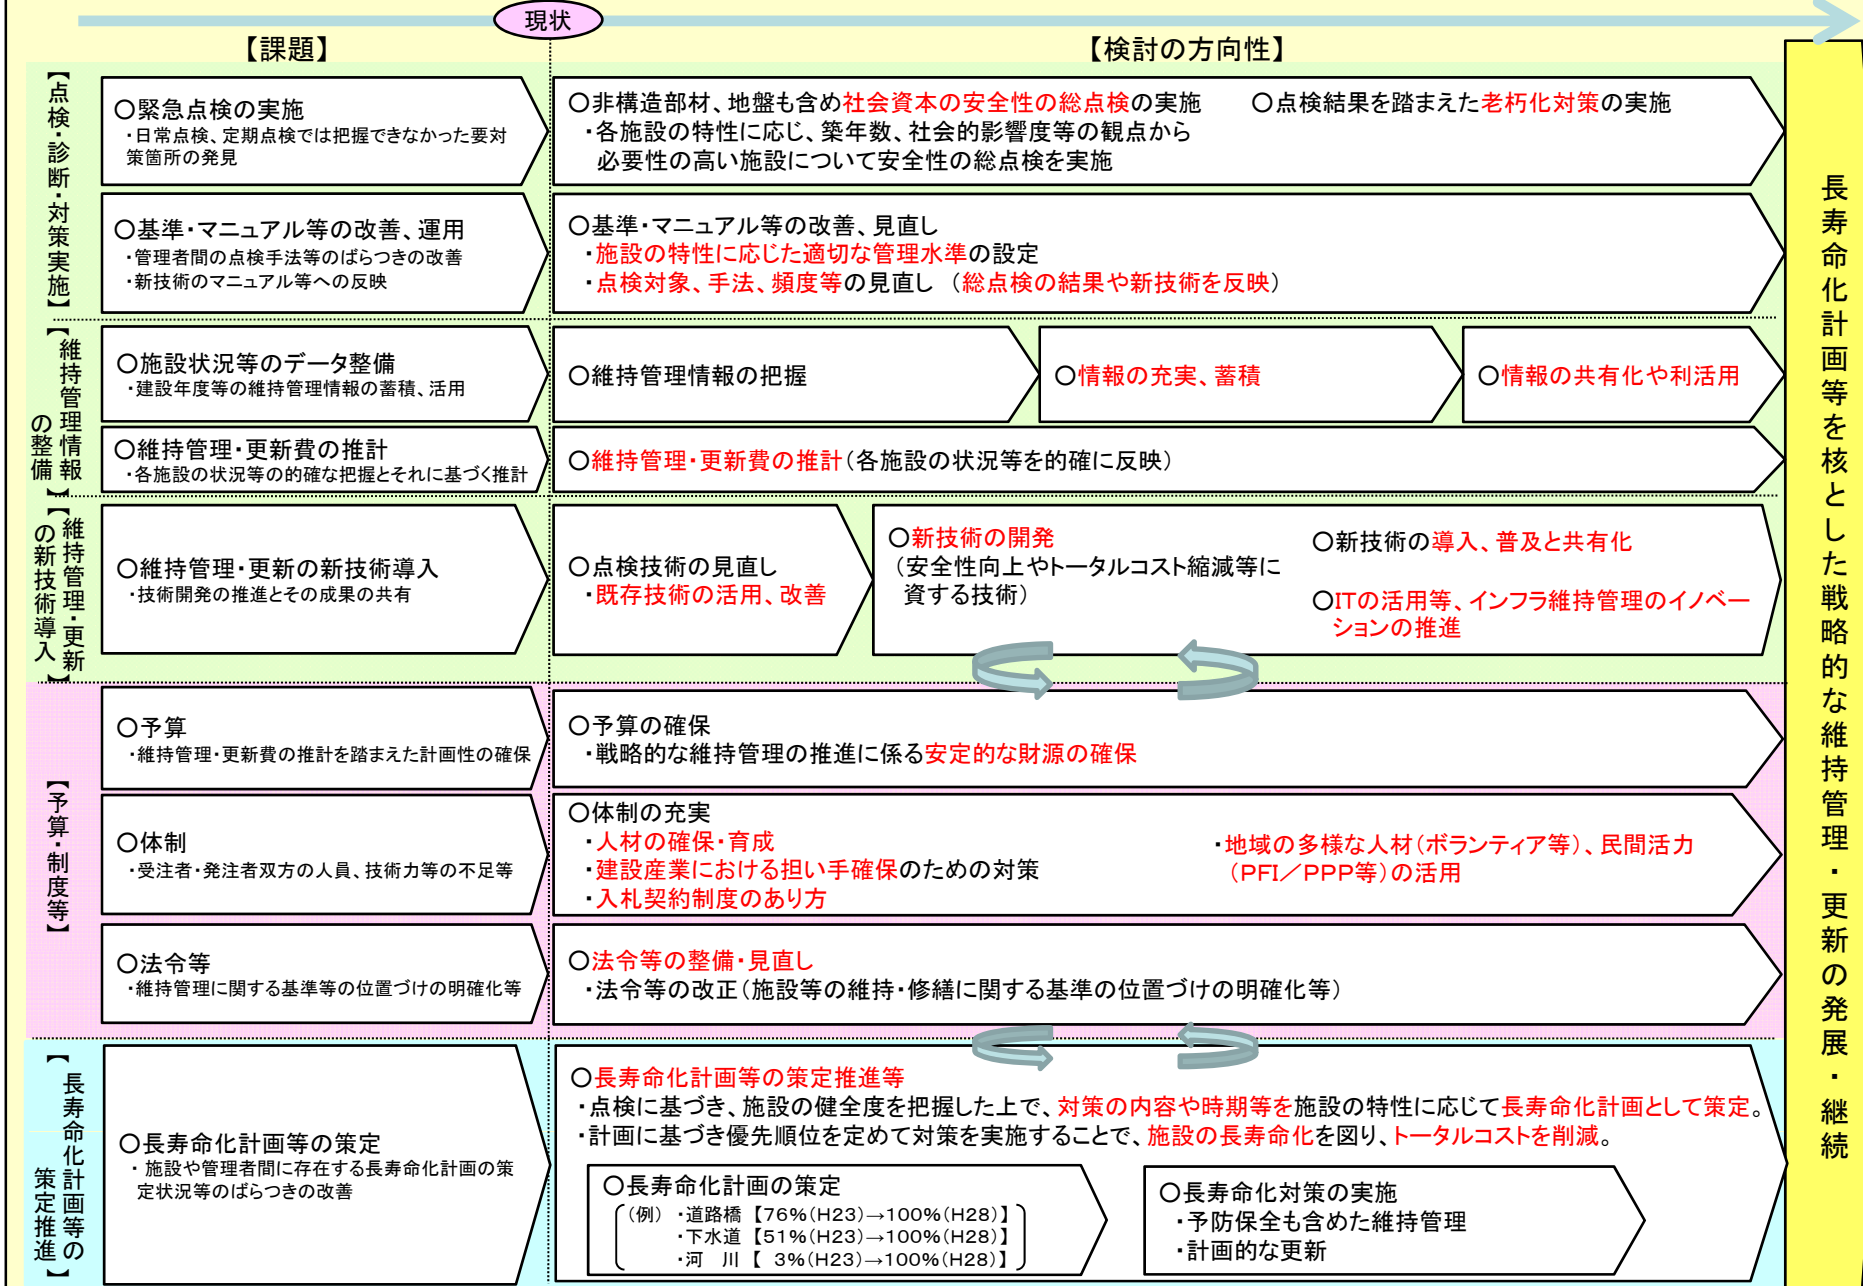 現状
【課題】
【検討の方向性】
【点検・診断・対策実施】
○緊急点検の実施
・日常点検、定期点検では把握できなかった要対
策箇所の発見
○非構造部材、地盤も含め社会資本の安全性の総点検の実施
・各施設の特性に応じ、築年数、社会的影響度等の観点から
必要性の高い施設について安全性の総点検を実施
○点検結果を踏まえた老朽化対策の実施
○基準・マニュアル等の改善、運用
・管理者間の点検手法等のばらつきの改善
・新技術のマニュアル等への反映
○基準・マニュアル等の改善、見直し
・施設の特性に応じた適切な管理水準の設定
・点検対象、手法、頻度等の見直し （総点検の結果や新技術を反映）
【維持管理情報
の整備】
○施設状況等のデータ整備
・建設年度等の維持管理情報の蓄積、活用
○維持管理情報の把握
○情報の充実、蓄積
○情報の共有化や利活用
○維持管理・更新費の推計
・各施設の状況等の的確な把握とそれに基づく推計
○維持管理・更新費の推計（各施設の状況等を的確に反映）
【維持管理・更新
の新技術導入】
○維持管理・更新の新技術導入
・技術開発の推進とその成果の共有
○点検技術の見直し
・既存技術の活用、改善
○新技術の開発
（安全性向上やトータルコスト縮減等に
資する技術）
○新技術の導入、普及と共有化
○ITの活用等、インフラ維持管理のイノベー
ションの推進
【予算・制度等】
○予算
・維持管理・更新費の推計を踏まえた計画性の確保
○予算の確保
・戦略的な維持管理の推進に係る安定的な財源の確保
○体制
・受注者・発注者双方の人員、技術力等の不足等
○体制の充実
・人材の確保・育成
・建設産業における担い手確保のための対策
・入札契約制度のあり方
・地域の多様な人材（ボランティア等）、民間活力
（PFI／PPP等）の活用
○法令等
・維持管理に関する基準等の位置づけの明確化等
○法令等の整備・見直し
・法令等の改正（施設等の維持・修繕に関する基準の位置づけの明確化等）
【長寿命化計画等の
策定推進】
○長寿命化計画等の策定
・ 施設や管理者間に存在する長寿命化計画の策
定状況等のばらつきの改善
○長寿命化計画等の策定推進等
・点検に基づき、施設の健全度を把握した上で、対策の内容や時期等を施設の特性に応じて長寿命化計画として策定。
・計画に基づき優先順位を定めて対策を実施することで、施設の長寿命化を図り、トータルコストを削減。
○長寿命化計画の策定
（例） ・道路橋 【76%（H23）→100%（H28）】
・下水道 【51%（H23）→100%（H28）】
・河　川 【 3%（H23）→100%（H28）】
○長寿命化対策の実施
・予防保全も含めた維持管理
・計画的な更新
長寿命化計画等を核とした戦略的な維持管理・更新の発展・継続